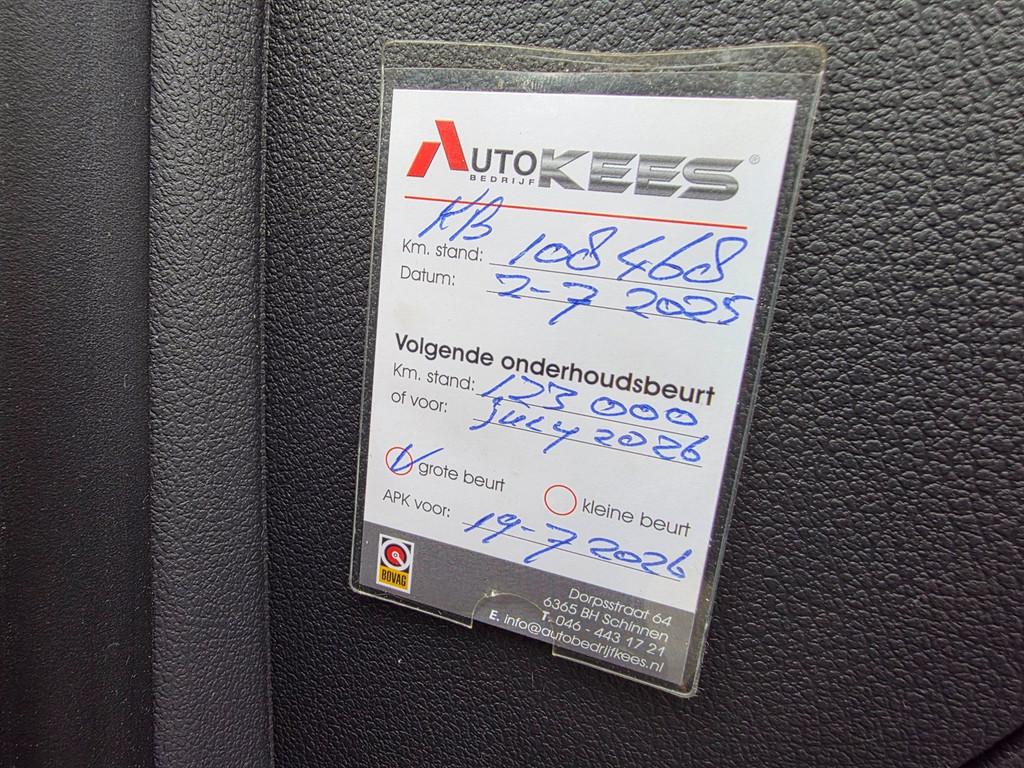 AUTO KEES®
BEDRIJF
KB
Km. stand: 108468
Datum: 2-7 2025
Volgende onderhoudsbeurt
Km. stand: 123 000
of voor: july 2026
grote beurt kleine beurt
APK voor: 19-7 2026
BOVAG
Dorpsstraat 64
6365 BH Schinnen
T. 046 - 443 17 21
E. info@autobedrijfkees.nl